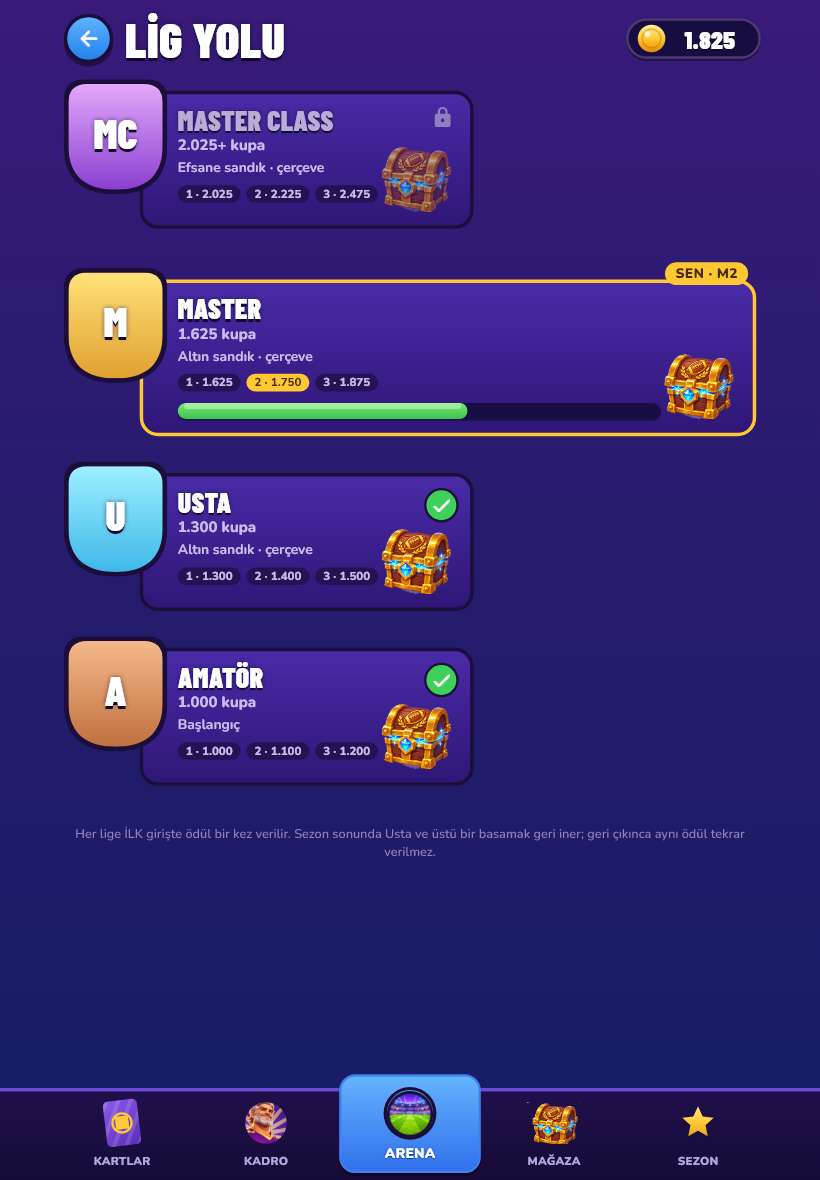 LİG YOLU
1.825
MC
MASTER CLASS
2.025+ kupa
Efsane sandık · çerçeve
1 · 2.025 2 · 2.225 3 · 2.475
SEN · M2
M
MASTER
1.625 kupa
Altın sandık · çerçeve
1 · 1.625 2 · 1.750 3 · 1.875
U
USTA
1.300 kupa
Altın sandık · çerçeve
1 · 1.300 2 · 1.400 3 · 1.500
A
AMATÖR
1.000 kupa
Başlangıç
1 · 1.000 2 · 1.100 3 · 1.200
Her lige İLK girişte ödül bir kez verilir. Sezon sonunda Usta ve üstü bir basamak geri iner; geri çıkınca aynı ödül tekrar
verilmez.
KARTLAR KADRO ARENA MAĞAZA SEZON